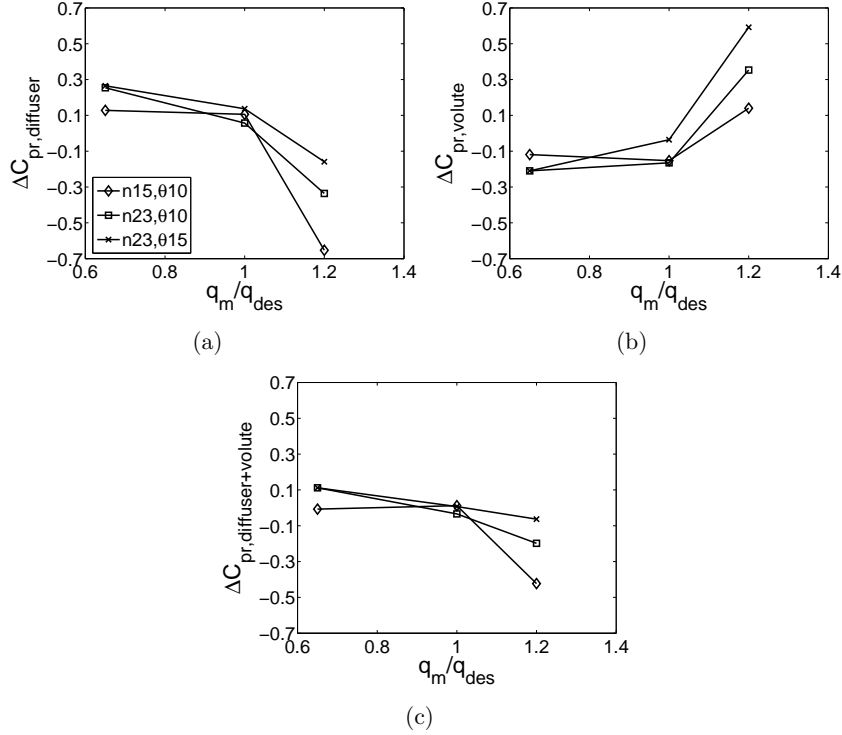 0.7
0.5
0.3
0.1
−0.1
−0.3
−0.5
−0.7
ΔC_pr,diffuser
n15,θ10
n23,θ10
n23,θ15
0.6 0.8 1 1.2 1.4
q_m/q_des
(a)
0.7
0.5
0.3
0.1
−0.1
−0.3
−0.5
−0.7
ΔC_pr,volute
0.6 0.8 1 1.2 1.4
q_m/q_des
(b)
0.7
0.5
0.3
0.1
−0.1
−0.3
−0.5
−0.7
ΔC_pr,diffuser+volute
0.6 0.8 1 1.2 1.4
q_m/q_des
(c)